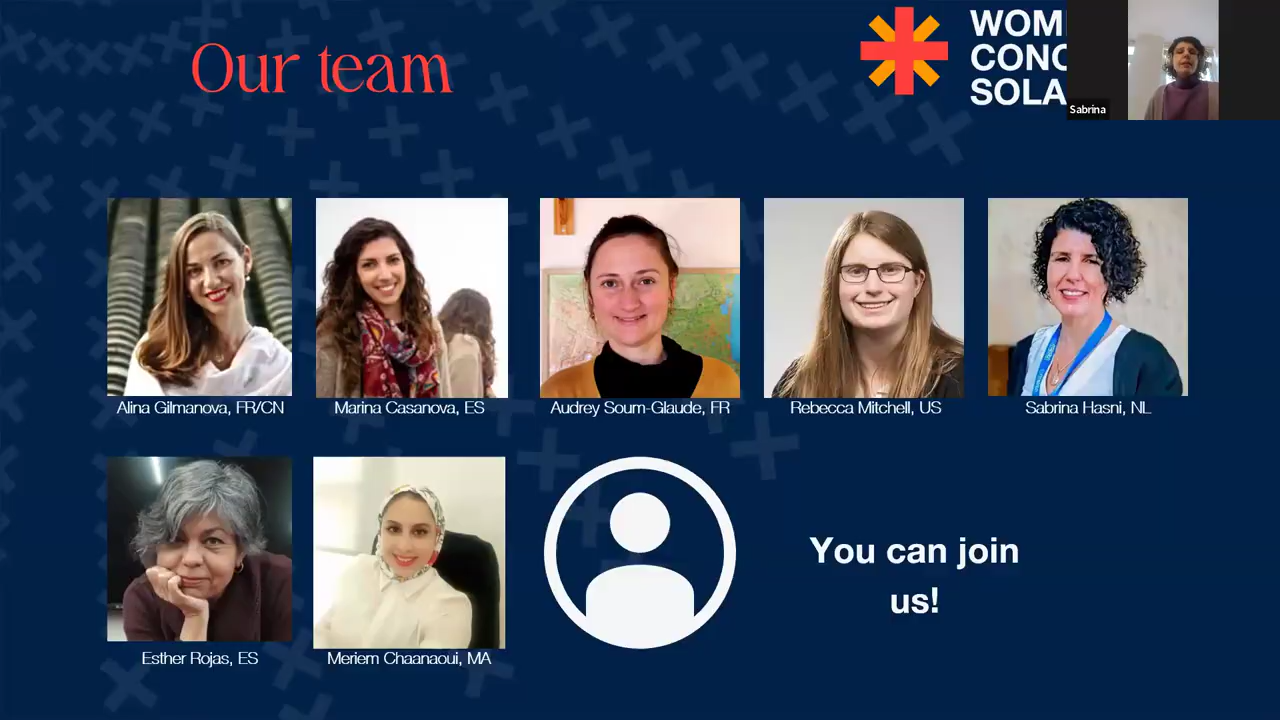 Our team
WOM
CONC
SOLA
Sabrina
Alina Gilmanova, FR/CN
Marina Casanova, ES
Audrey Soum-Glaude, FR
Rebecca Mitchell, US
Sabrina Hasni, NL
Esther Rojas, ES
Meriem Chaanaoui, MA
You can join
us!